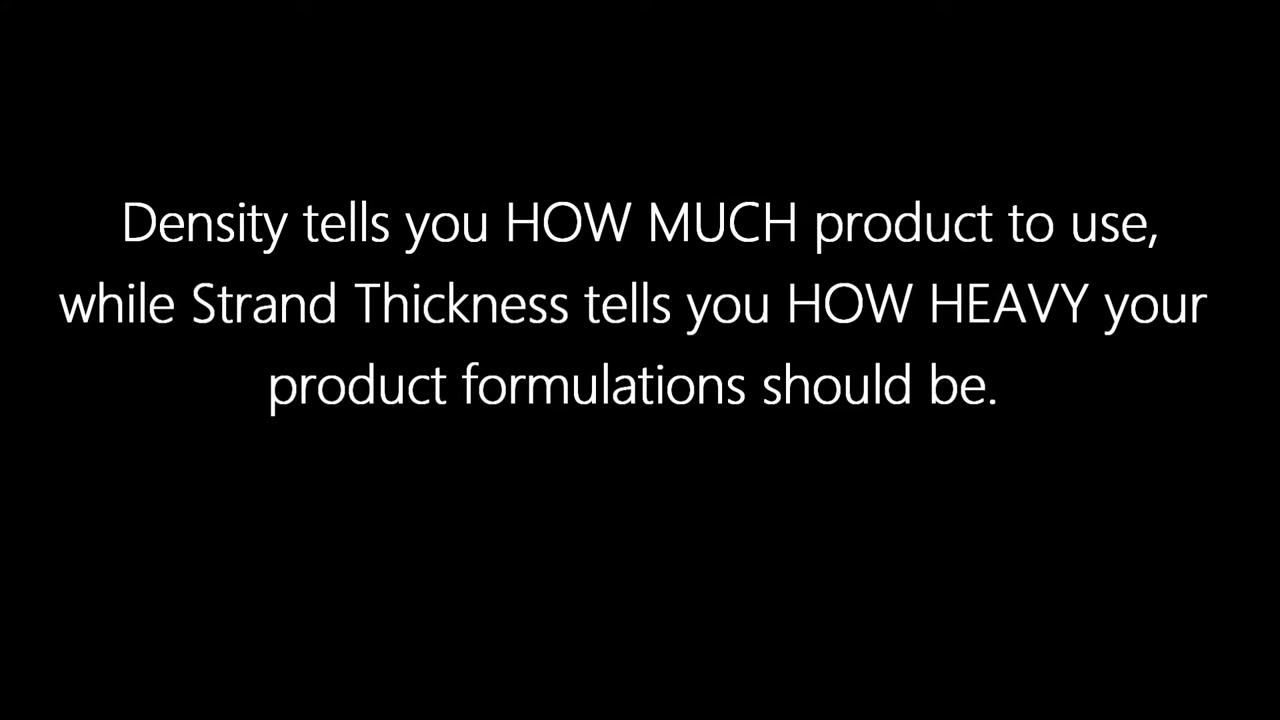 Density tells you HOW MUCH product to use,
while Strand Thickness tells you HOW HEAVY your
product formulations should be.